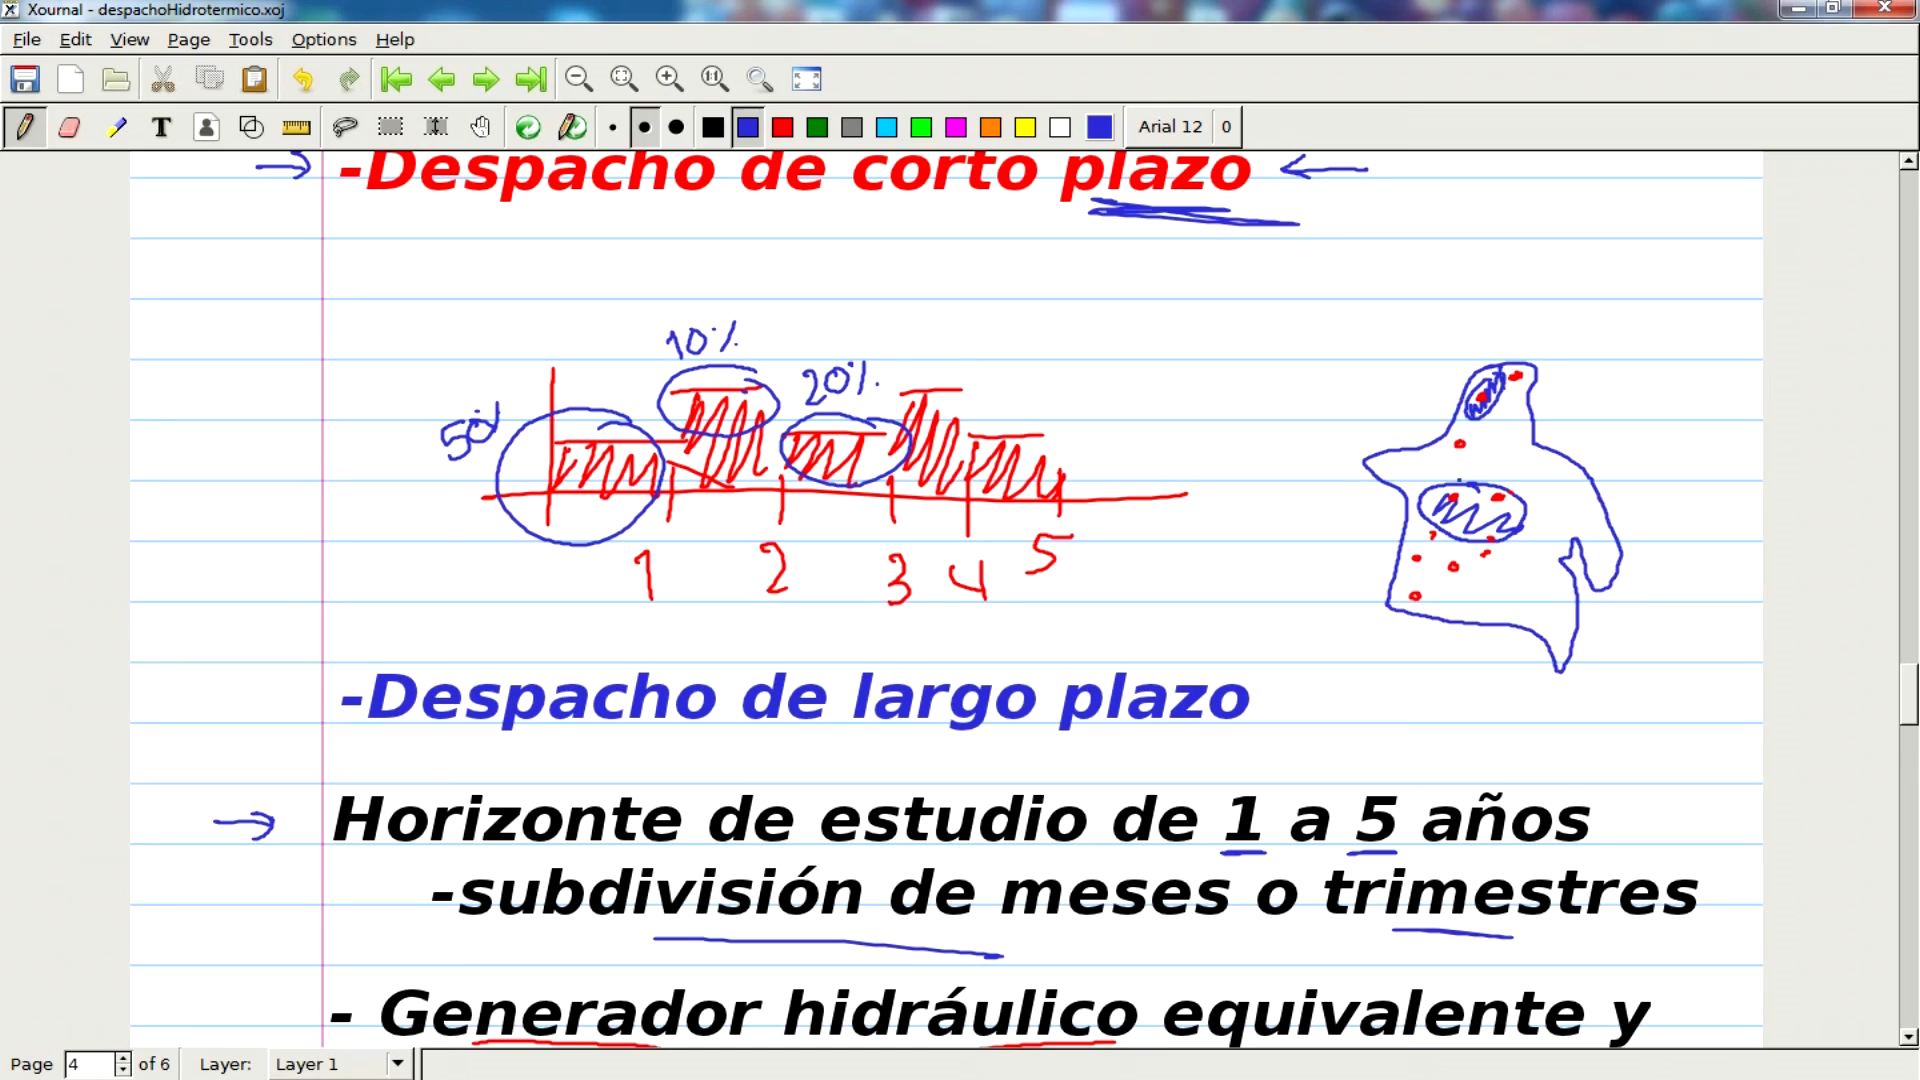 Xournal - despachoHidrotermico.xoj
File Edit View Page Tools Options Help
Arial 12 0
-Despacho de corto plazo
10%
20%
50%
1 2 3 4 5
-Despacho de largo plazo
Horizonte de estudio de 1 a 5 años
-subdivisión de meses o trimestres
- Generador hidráulico equivalente y
Page 4 of 6 Layer: Layer 1